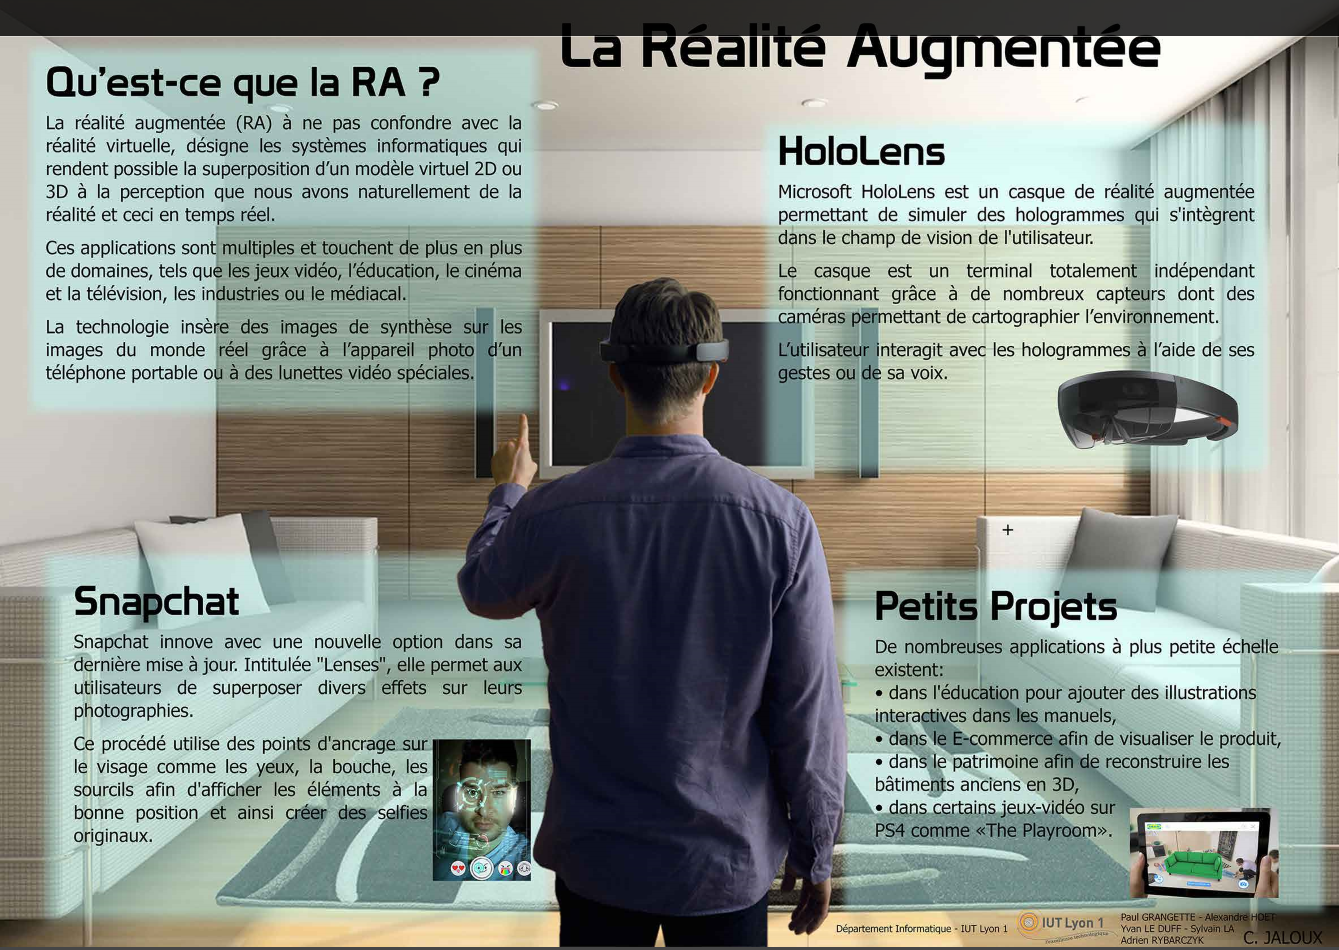 La Réalité Augmentée
Qu'est-ce que la RA ?
La réalité augmentée (RA) à ne pas confondre avec la
réalité virtuelle, désigne les systèmes informatiques qui
rendent possible la superposition d'un modèle virtuel 2D ou
3D à la perception que nous avons naturellement de la
réalité et ceci en temps réel.
Ces applications sont multiples et touchent de plus en plus
de domaines, tels que les jeux vidéo, l'éducation, le cinéma
et la télévision, les industries ou le médiacal.
La technologie insère des images de synthèse sur les
images du monde réel grâce à l'appareil photo d'un
téléphone portable ou à des lunettes vidéo spéciales.
HoloLens
Microsoft HoloLens est un casque de réalité augmentée
permettant de simuler des hologrammes qui s'intègrent
dans le champ de vision de l'utilisateur.
Le casque est un terminal totalement indépendant
fonctionnant grâce à de nombreux capteurs dont des
caméras permettant de cartographier l'environnement.
L'utilisateur interagit avec les hologrammes à l'aide de ses
gestes ou de sa voix.
Snapchat
Snapchat innove avec une nouvelle option dans sa
dernière mise à jour. Intitulée "Lenses", elle permet aux
utilisateurs de superposer divers effets sur leurs
photographies.
Ce procédé utilise des points d'ancrage sur
le visage comme les yeux, la bouche, les
sourcils afin d'afficher les éléments à la
bonne position et ainsi créer des selfies
originaux.
Petits Projets
De nombreuses applications à plus petite échelle
existent:
• dans l'éducation pour ajouter des illustrations
interactives dans les manuels,
• dans le E-commerce afin de visualiser le produit,
• dans le patrimoine afin de reconstruire les
bâtiments anciens en 3D,
• dans certains jeux-vidéo sur
PS4 comme «The Playroom».
Département Informatique - IUT Lyon 1
IUT Lyon 1
Paul GRANGETTE - Alexandre HOET
Yvan LE DUFF - Sylvain LA
Adrien RYBARCZYK
C. JALOUX